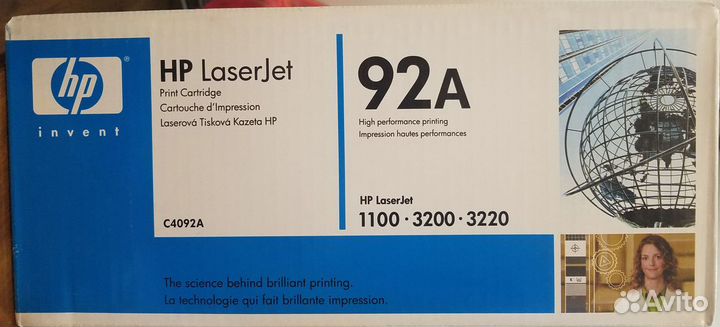 hp
invent
HP LaserJet
Print Cartridge
Cartouche d'Impression
Laserová Tisková Kazeta HP
C4092A
92A
High performance printing
Impression hautes performances
HP LaserJet
1100 · 3200 · 3220
The science behind brilliant printing.
La technologie qui fait brillante impression.
Avito